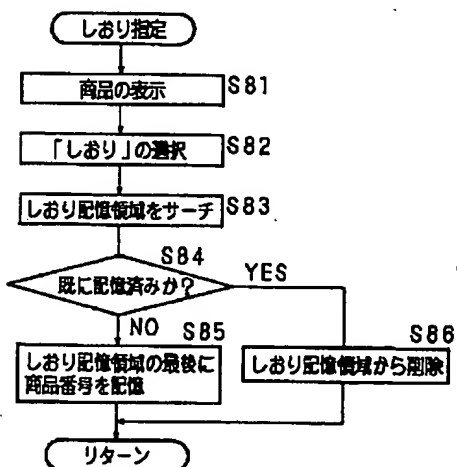 しおり指定
商品の表示 S81
「しおり」の選択 S82
しおり記憶領域をサーチ S83
S84
既に記憶済みか?
YES
NO
S85
しおり記憶領域の最後に
商品番号を記憶
S86
しおり記憶領域から削除
リターン